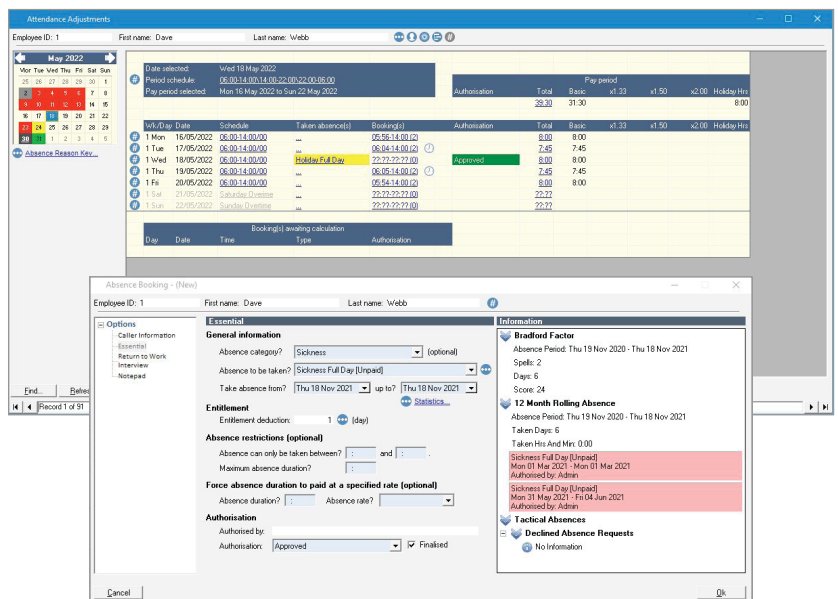 Attendance Adjustments
Employee ID: 1 First name: Dave Last name: Webb
May 2022
Mon Tue Wed Thu Fri Sat Sun
25 26 27 28 29 30 1
2 3 4 5 6 7 8
9 10 11 12 13 14 15
16 17 18 19 20 21 22
23 24 25 26 27 28 29
30 31 1 2 3 4 5
Absence Reason Key...
Date selected: Wed 18 May 2022
Period schedule: 06:00-14:00\14:00-22:00\22:00-06:00
Pay period selected: Mon 16 May 2022 to Sun 22 May 2022
Pay period
Authorisation Total Basic x1.33 x1.50 x2.00 Holiday Hrs
39:30 31:30 8:00
Wk/Day Date Schedule Taken absence(s) Booking(s) Authorisation Total Basic x1.33 x1.50 x2.00 Holiday Hrs
1 Mon 16/05/2022 06:00-14:00/00 ... 05:56-14:00 (2) 8:00 8:00
1 Tue 17/05/2022 06:00-14:00/00 ... 06:04-14:00 (2) 7:45 7:45
1 Wed 18/05/2022 06:00-14:00/00 Holiday Full Day ??:??-??:?? (0) Approved 8:00 8:00
1 Thu 19/05/2022 06:00-14:00/00 ... 06:05-14:00 (2) 7:45 7:45
1 Fri 20/05/2022 06:00-14:00/00 ... 05:54-14:00 (2) 8:00 8:00
1 Sat 21/05/2022 Saturday Overtime ... ??:??-??:?? (0) ??:??
1 Sun 22/05/2022 Sunday Overtime ... ??:??-??:?? (0) ??:??
Booking(s) awaiting calculation
Day Date Time Type Authorisation
Find... Refres
Record 1 of 91
Absence Booking - (New)
Employee ID: 1 First name: Dave Last name: Webb
Options
Caller Information
Essential
Return to Work
Interview
Notepad
Essential
General information
Absence category? Sickness (optional)
Absence to be taken? Sickness Full Day [Unpaid]
Take absence from? Thu 18 Nov 2021 up to? Thu 18 Nov 2021
Statistics...
Entitlement
Entitlement deduction: 1 (day)
Absence restrictions (optional)
Absence can only be taken between? : and : .
Maximum absence duration? :
Force absence duration to paid at a specified rate (optional)
Absence duration? : Absence rate?
Authorisation
Authorised by:
Authorisation: Approved Finalised
Information
Bradford Factor
Absence Period: Thu 19 Nov 2020 - Thu 18 Nov 2021
Spells: 2
Days: 6
Score: 24
12 Month Rolling Absence
Absence Period: Thu 19 Nov 2020 - Thu 18 Nov 2021
Taken Days: 6
Taken Hrs And Min: 0:00
Sickness Full Day [Unpaid]
Mon 01 Mar 2021 - Mon 01 Mar 2021
Authorised by: Admin
Sickness Full Day [Unpaid]
Mon 31 May 2021 - Fri 04 Jun 2021
Authorised by: Admin
Tactical Absences
Declined Absence Requests
No Information
Cancel Ok